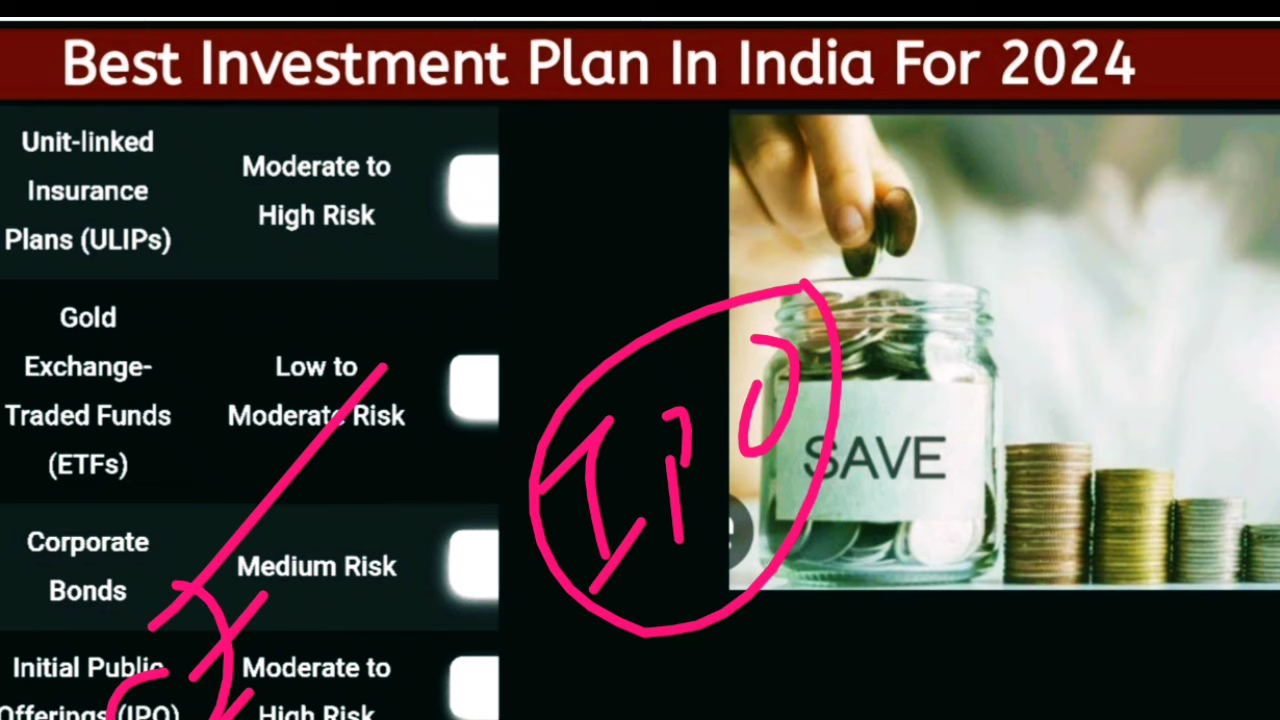 Best Investment Plan In India For 2024
Unit-linked
Insurance
Plans (ULIPs)
Moderate to
High Risk
Gold
Exchange-
Traded Funds
(ETFs)
Low to
Moderate Risk
Corporate
Bonds
Medium Risk
Initial Public
Offerings (IPO)
Moderate to
High Risk
IPO
SAVE